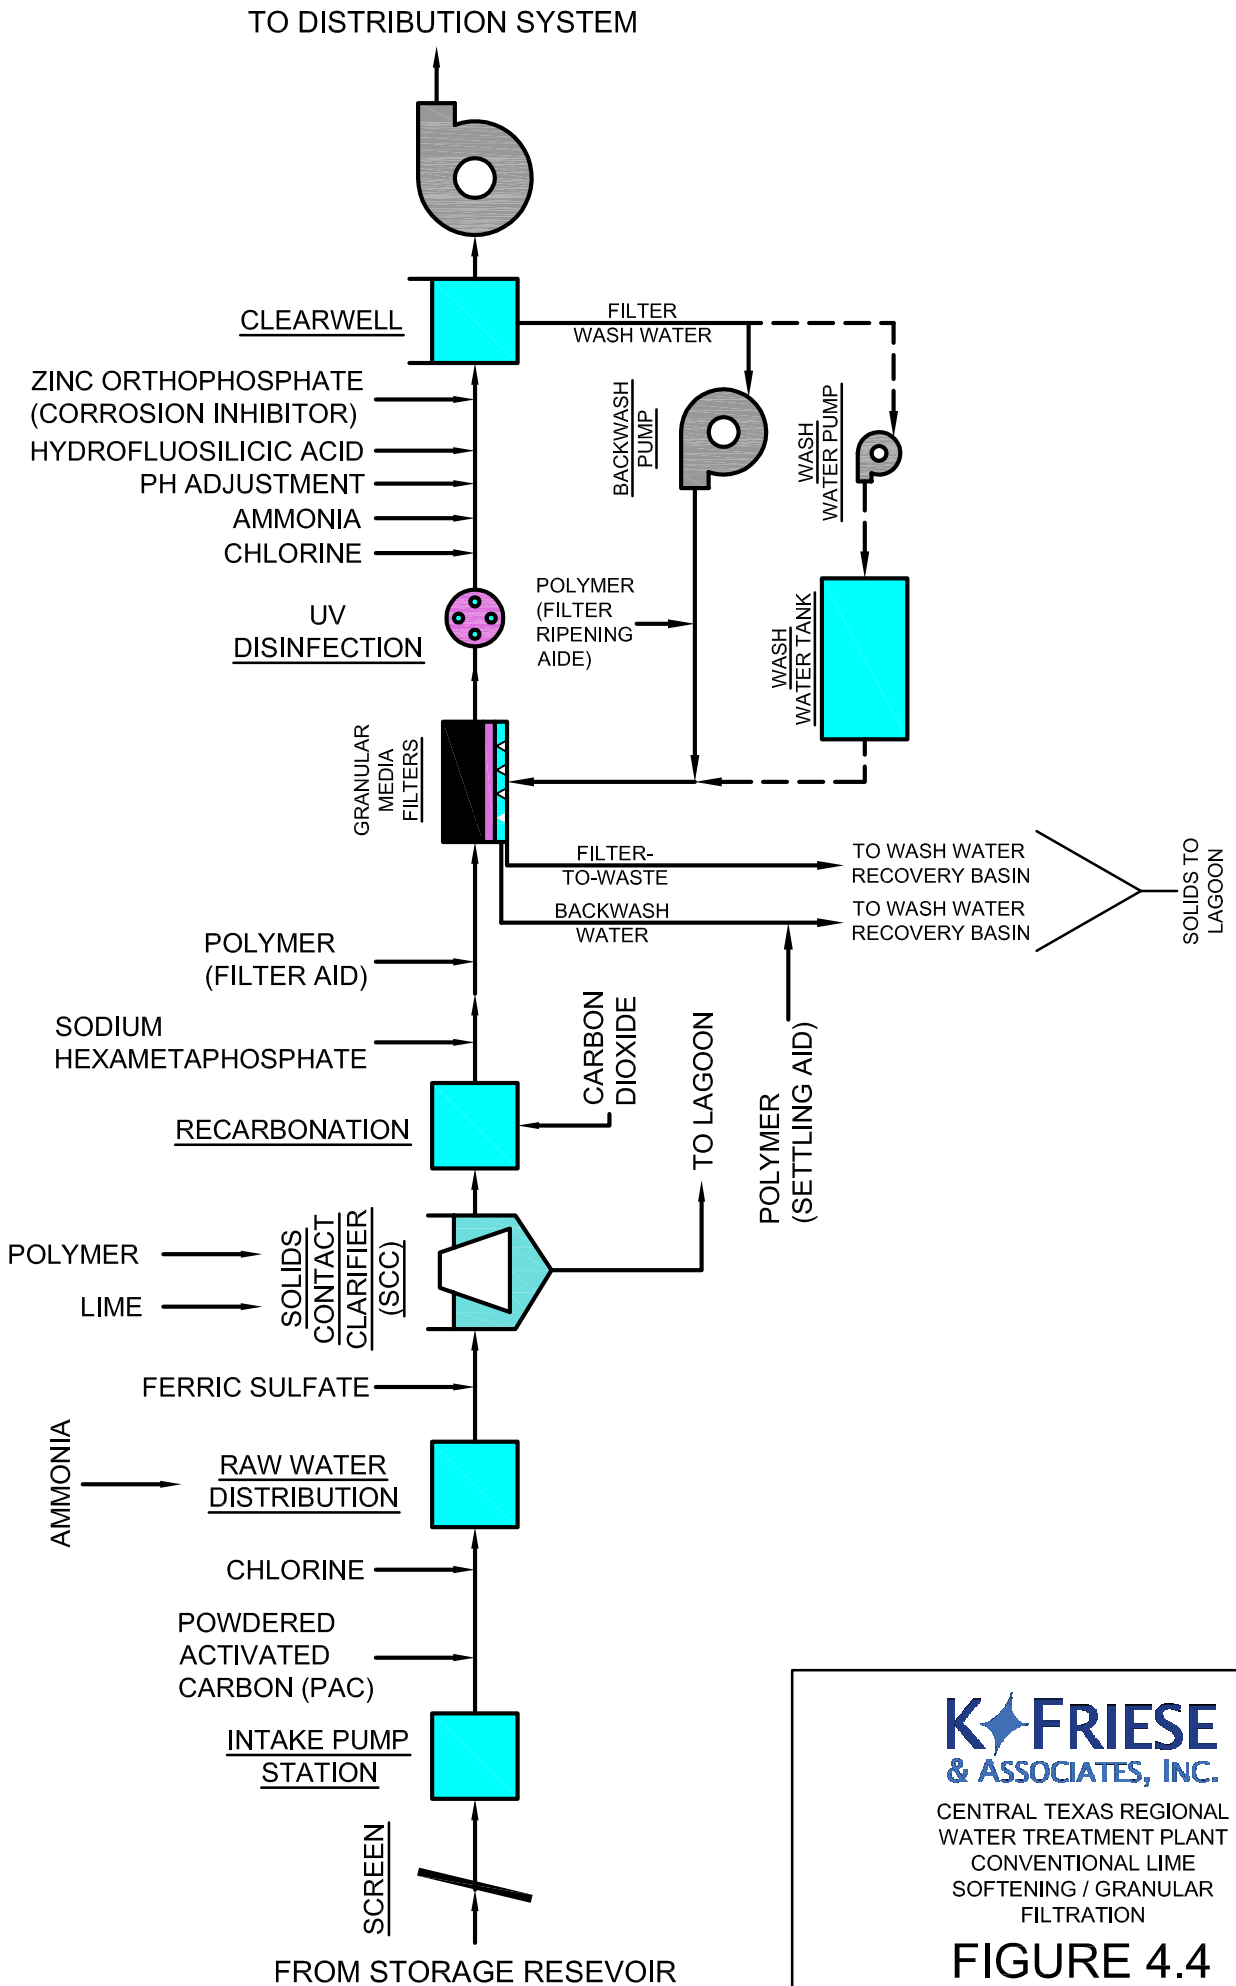 TO DISTRIBUTION SYSTEM
CLEARWELL
FILTER
WASH WATER
ZINC ORTHOPHOSPHATE
(CORROSION INHIBITOR)
HYDROFLUOSILICIC ACID
PH ADJUSTMENT
AMMONIA
CHLORINE
BACKWASH
PUMP
WASH
WATER PUMP
UV
DISINFECTION
POLYMER
(FILTER
RIPENING
AIDE)
WASH
WATER TANK
GRANULAR
MEDIA
FILTERS
FILTER-
TO-WASTE
TO WASH WATER
RECOVERY BASIN
BACKWASH
WATER
TO WASH WATER
RECOVERY BASIN
SOLIDS TO
LAGOON
POLYMER
(FILTER AID)
SODIUM
HEXAMETAPHOSPHATE
CARBON
DIOXIDE
TO LAGOON
POLYMER
(SETTLING AID)
RECARBONATION
POLYMER
LIME
SOLIDS
CONTACT
CLARIFIER
(SCC)
FERRIC SULFATE
AMMONIA
RAW WATER
DISTRIBUTION
CHLORINE
POWDERED
ACTIVATED
CARBON (PAC)
INTAKE PUMP
STATION
SCREEN
FROM STORAGE RESEVOIR
K FRIESE
& ASSOCIATES, INC.
CENTRAL TEXAS REGIONAL
WATER TREATMENT PLANT
CONVENTIONAL LIME
SOFTENING / GRANULAR
FILTRATION
FIGURE 4.4